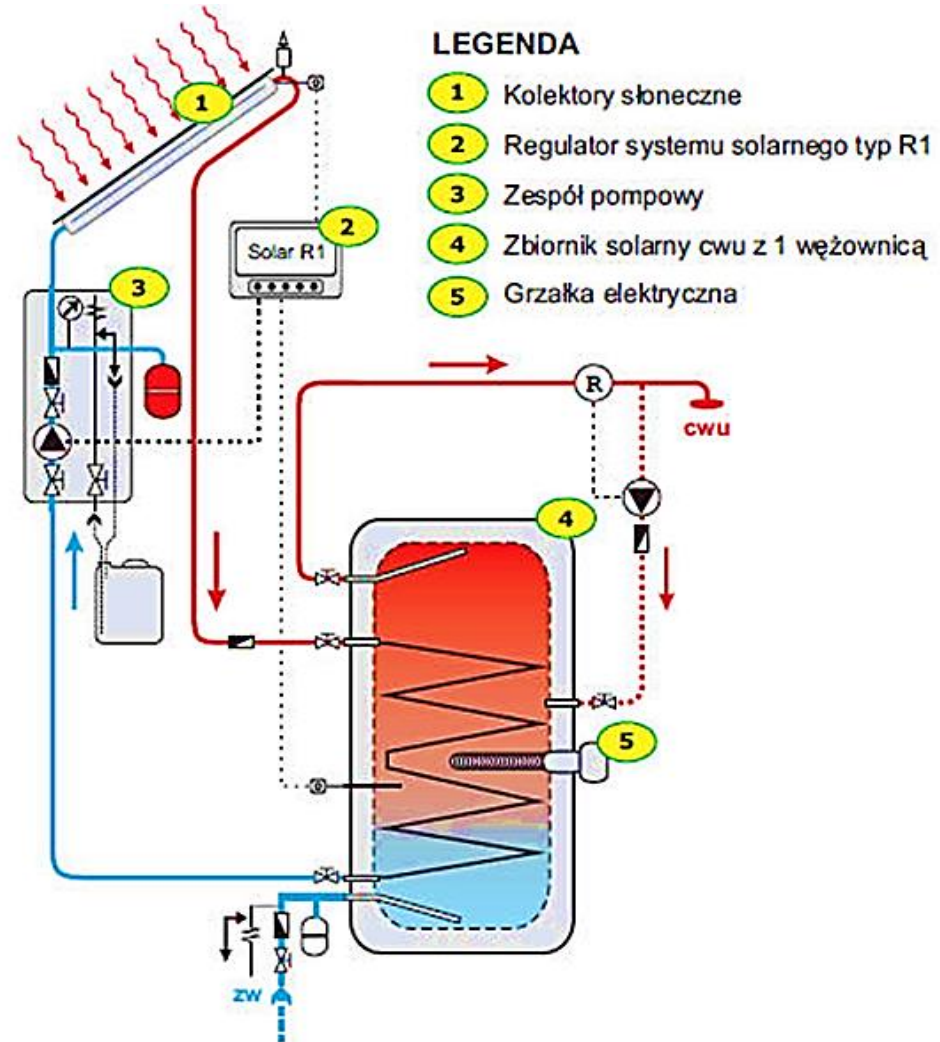 LEGENDA
1 Kolektory słoneczne
2 Regulator systemu solarnego typ R1
3 Zespół pompowy
4 Zbiornik solarny cwu z 1 wężownicą
5 Grzałka elektryczna
1
2
Solar R1
3
R
cwu
4
5
zw